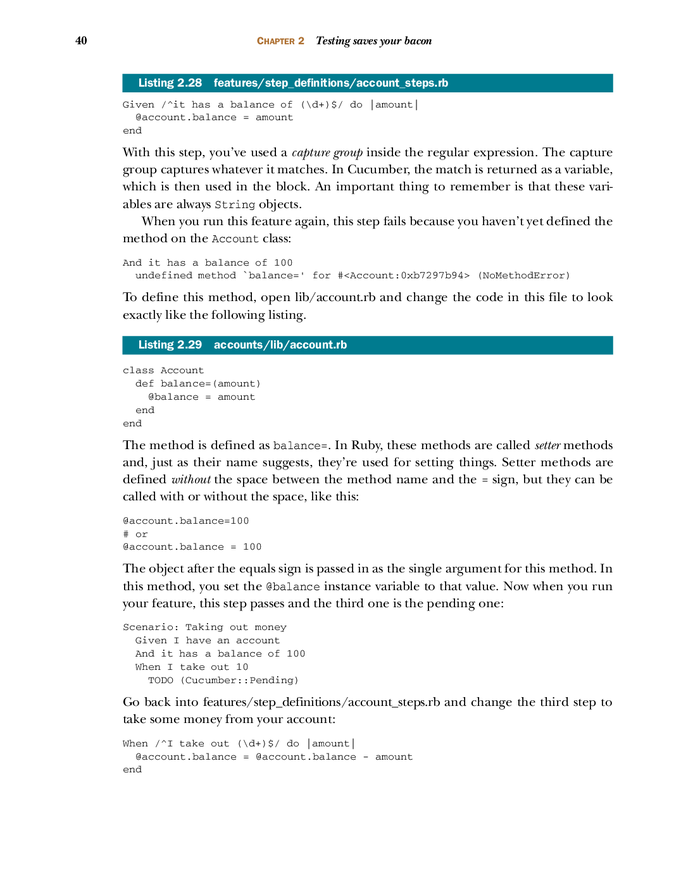 40 CHAPTER 2 Testing saves your bacon
Listing 2.28 features/step_definitions/account_steps.rb
Given /^it has a balance of (\d+)$/ do |amount|
  @account.balance = amount
end
With this step, you've used a capture group inside the regular expression. The capture
group captures whatever it matches. In Cucumber, the match is returned as a variable,
which is then used in the block. An important thing to remember is that these vari-
ables are always String objects.
When you run this feature again, this step fails because you haven't yet defined the
method on the Account class:
And it has a balance of 100
  undefined method `balance=' for #<Account:0xb7297b94> (NoMethodError)
To define this method, open lib/account.rb and change the code in this file to look
exactly like the following listing.
Listing 2.29 accounts/lib/account.rb
class Account
  def balance=(amount)
    @balance = amount
  end
end
The method is defined as balance=. In Ruby, these methods are called setter methods
and, just as their name suggests, they're used for setting things. Setter methods are
defined without the space between the method name and the = sign, but they can be
called with or without the space, like this:
@account.balance=100
# or
@account.balance = 100
The object after the equals sign is passed in as the single argument for this method. In
this method, you set the @balance instance variable to that value. Now when you run
your feature, this step passes and the third one is the pending one:
Scenario: Taking out money
  Given I have an account
  And it has a balance of 100
  When I take out 10
    TODO (Cucumber::Pending)
Go back into features/step_definitions/account_steps.rb and change the third step to
take some money from your account:
When /^I take out (\d+)$/ do |amount|
  @account.balance = @account.balance - amount
end